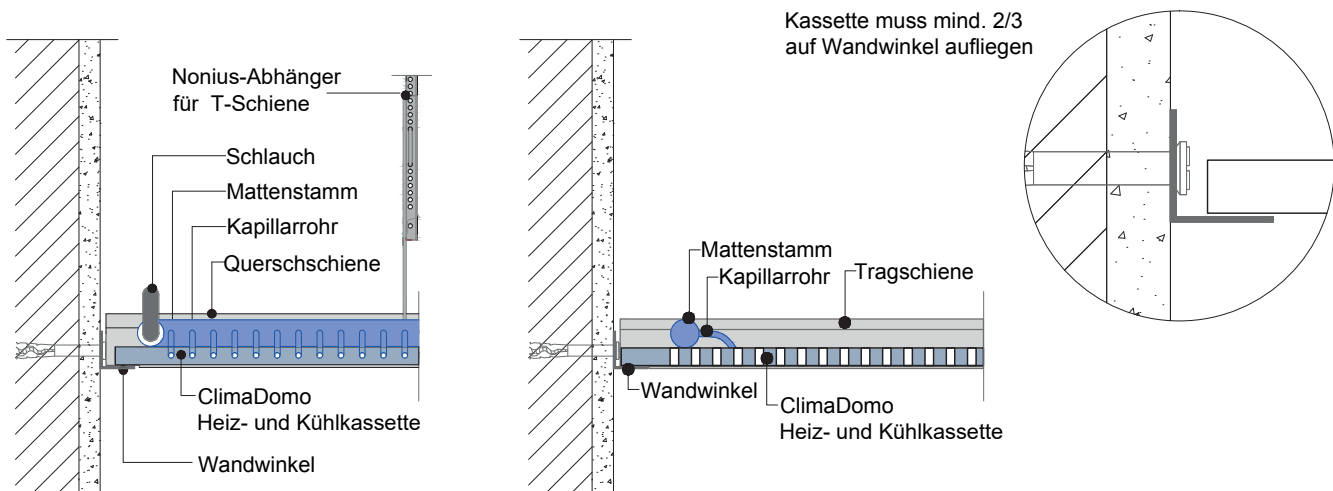 Kassette muss mind. 2/3
auf Wandwinkel aufliegen
Nonius-Abhänger
für T-Schiene
Schlauch
Mattenstamm
Kapillarrohr
Querschschiene
ClimaDomo
Heiz- und Kühlkassette
Wandwinkel
Mattenstamm
Kapillarrohr
Tragschiene
Wandwinkel
ClimaDomo
Heiz- und Kühlkassette